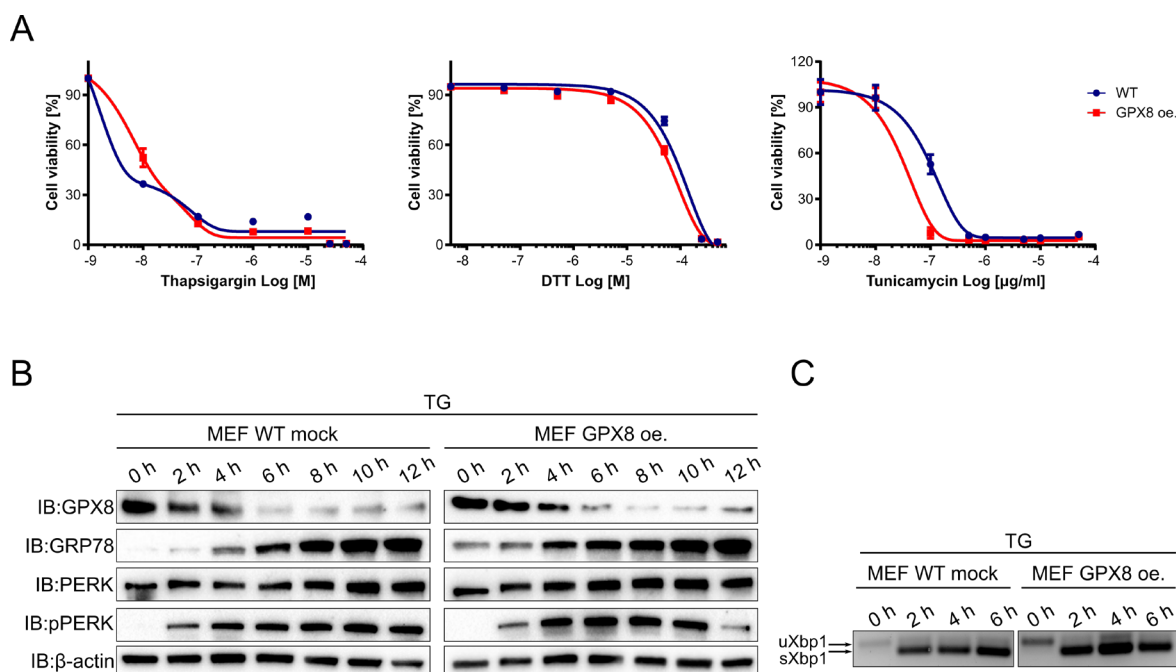 A
Cell viability [%]
90
60
30
0
-9 -8 -7 -6 -5 -4 -3
Thapsigargin Log [M]
Cell viability [%]
90
60
30
0
-8 -7 -6 -5 -4 -3
DTT Log [M]
Cell viability [%]
120
90
60
30
0
-9 -8 -7 -6 -5 -4
Tunicamycin Log [µg/ml]
WT
GPX8 oe.
B
TG
MEF WT mock MEF GPX8 oe.
0 h 2 h 4 h 6 h 8 h 10 h 12 h 0 h 2 h 4 h 6 h 8 h 10 h 12 h
IB:GPX8
IB:GRP78
IB:PERK
IB:pPERK
IB:β-actin
C
TG
MEF WT mock MEF GPX8 oe.
0 h 2 h 4 h 6 h 0 h 2 h 4 h 6 h
uXbp1
sXbp1